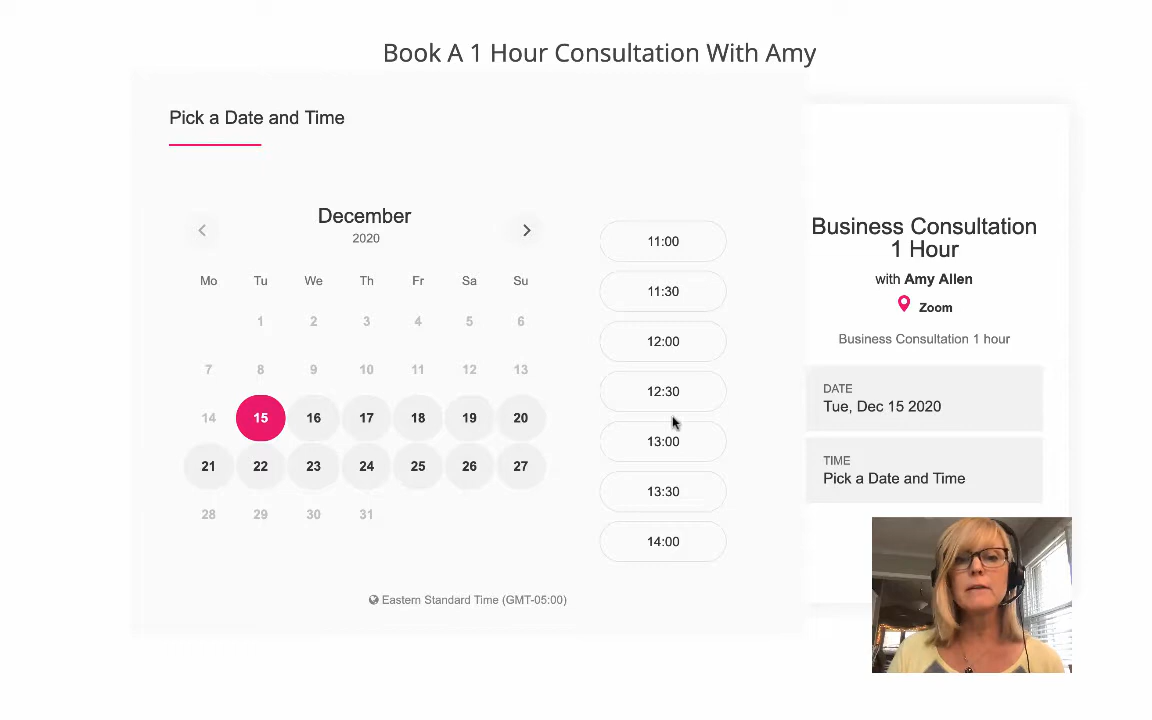 Book A 1 Hour Consultation With Amy
Pick a Date and Time
December
2020
Mo Tu We Th Fr Sa Su
1 2 3 4 5 6
7 8 9 10 11 12 13
14 15 16 17 18 19 20
21 22 23 24 25 26 27
28 29 30 31
Eastern Standard Time (GMT-05:00)
11:00
11:30
12:00
12:30
13:00
13:30
14:00
Business Consultation
1 Hour
with Amy Allen
Zoom
Business Consultation 1 hour
DATE
Tue, Dec 15 2020
TIME
Pick a Date and Time